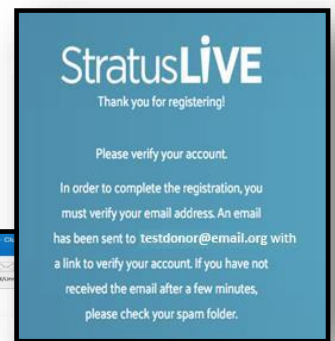 StratusLIVE
Thank you for registering!
Please verify your account.
In order to complete the registration, you
must verify your email address. An email
has been sent to testdonor@email.org with
a link to verify your account. If you have not
received the email after a few minutes,
please check your spam folder.